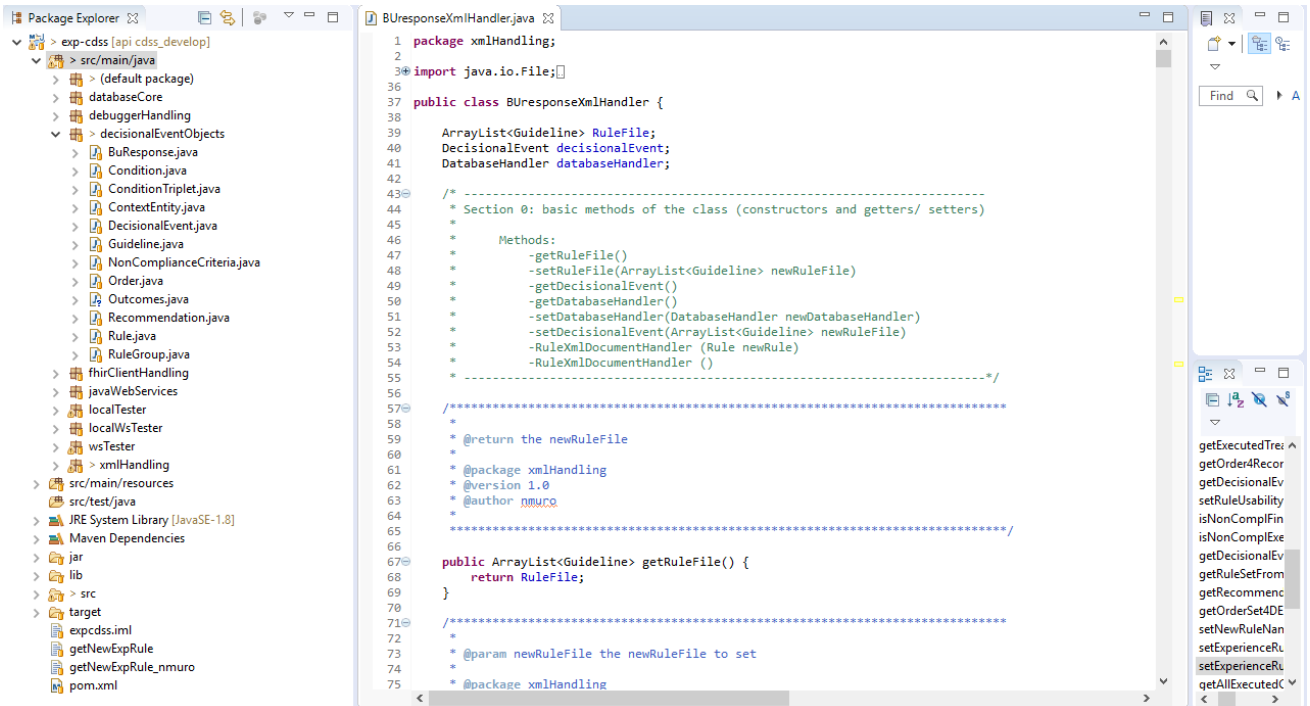 Package Explorer
> exp-cdss [api cdss_develop]
> src/main/java
> (default package)
databaseCore
debuggerHandling
> decisionalEventObjects
BuResponse.java
Condition.java
ConditionTriplet.java
ContextEntity.java
DecisionalEvent.java
Guideline.java
NonComplianceCriteria.java
Order.java
Outcomes.java
Recommendation.java
Rule.java
RuleGroup.java
fhirClientHandling
javaWebServices
localTester
localWsTester
wsTester
> xmlHandling
src/main/resources
src/test/java
JRE System Library [JavaSE-1.8]
Maven Dependencies
jar
lib
> src
target
expcdss.iml
getNewExpRule
getNewExpRule_nmuro
pom.xml
BUresponseXmlHandler.java
1 package xmlHandling;
2
3 import java.io.File;
36
37 public class BUresponseXmlHandler {
38
39 ArrayList<Guideline> RuleFile;
40 DecisionalEvent decisionalEvent;
41 DatabaseHandler databaseHandler;
42
43 /* -------------------------------------------------------------------------
44 * Section 0: basic methods of the class (constructors and getters/ setters)
45 *
46 * Methods:
47 * -getRuleFile()
48 * -setRuleFile(ArrayList<Guideline> newRuleFile)
49 * -getDecisionalEvent()
50 * -getDatabaseHandler()
51 * -setDatabaseHandler(DatabaseHandler newDatabaseHandler)
52 * -setDecisionalEvent(ArrayList<Guideline> newRuleFile)
53 * -RuleXmlDocumentHandler (Rule newRule)
54 * -RuleXmlDocumentHandler ()
55 * -------------------------------------------------------------------------*/
56
57 /******************************************************************************
58 *
59 * @return the newRuleFile
60 *
61 * @package xmlHandling
62 * @version 1.0
63 * @author nmuro
64 *
65 ******************************************************************************/
66
67 public ArrayList<Guideline> getRuleFile() {
68 return RuleFile;
69 }
70
71 /******************************************************************************
72 *
73 * @param newRuleFile the newRuleFile to set
74 *
75 * @package xmlHandling
Find
A
getExecutedTrea
getOrder4Recor
getDecisionalEv
setRuleUsability
isNonComplFin
isNonComplExe
getDecisionalEv
getRuleSetFrom
getRecommenc
getOrderSet4DE
setNewRuleNan
setExperienceRu
setExperienceRu
getAllExecutedC